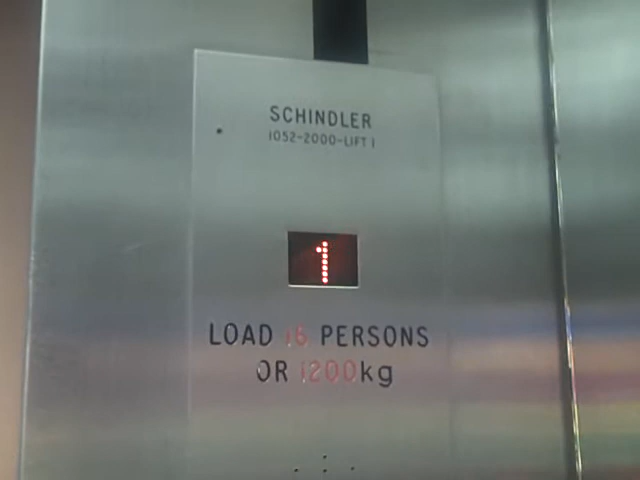 SCHINDLER
1052-2000-LIFT 1
1
LOAD 16 PERSONS
OR 1200kg